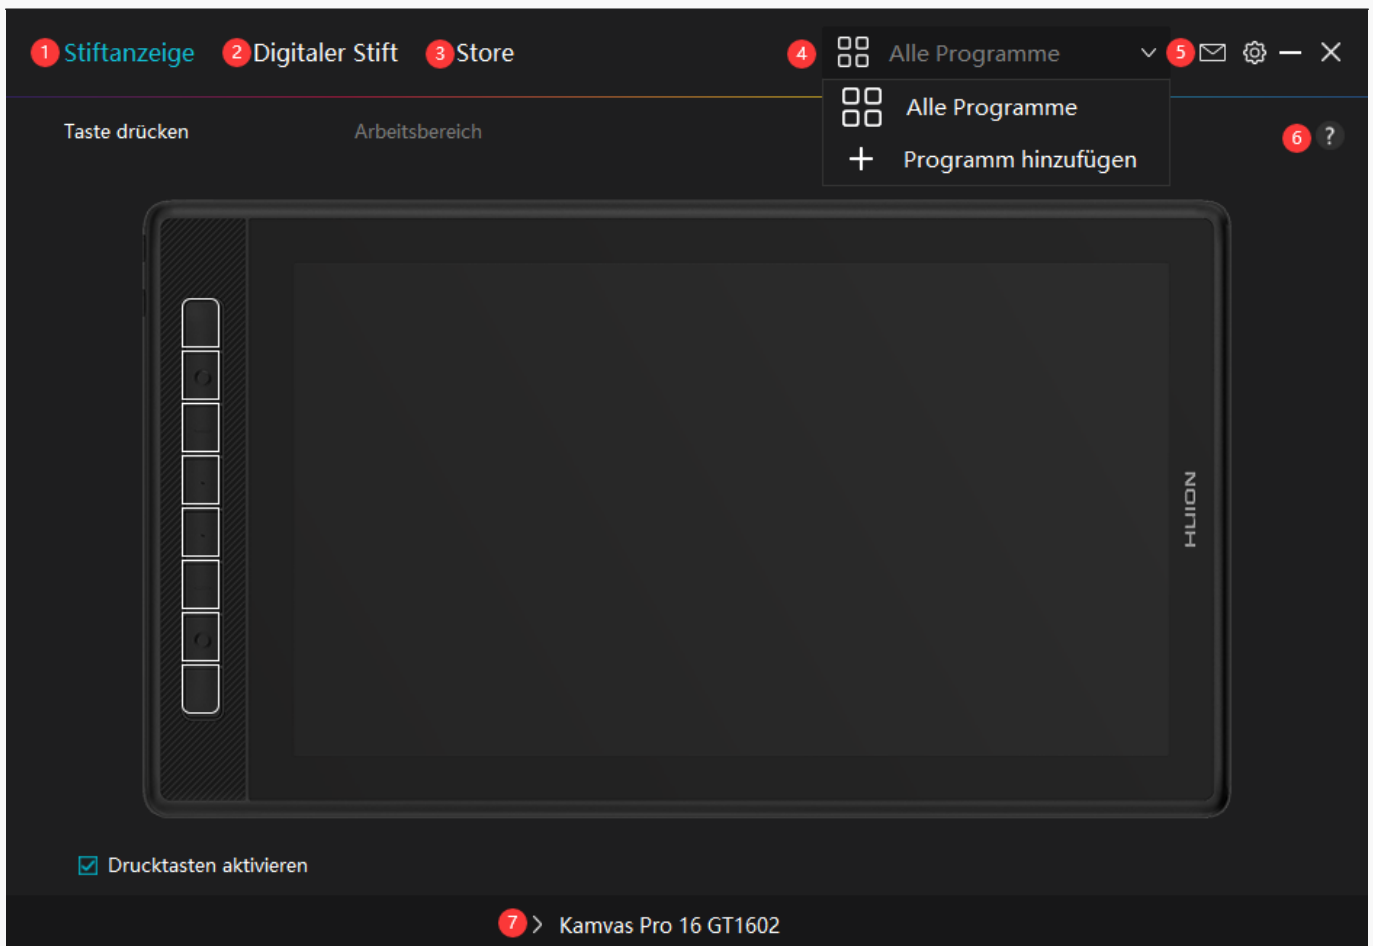 1 Stiftanzeige 2 Digitaler Stift 3 Store 4 Alle Programme 5
Alle Programme
Programm hinzufügen
Taste drücken Arbeitsbereich 6 ?
HUION
Drucktasten aktivieren
7 > Kamvas Pro 16 GT1602